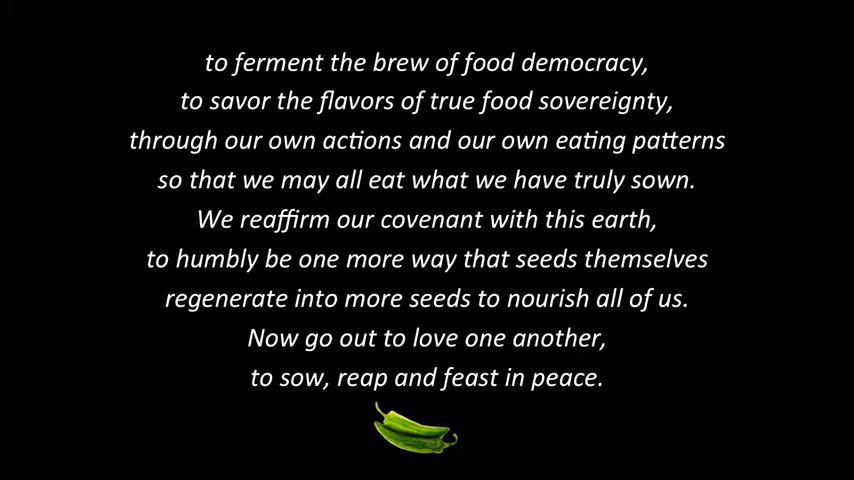 to ferment the brew of food democracy,
to savor the flavors of true food sovereignty,
through our own actions and our own eating patterns
so that we may all eat what we have truly sown.
We reaffirm our covenant with this earth,
to humbly be one more way that seeds themselves
regenerate into more seeds to nourish all of us.
Now go out to love one another,
to sow, reap and feast in peace.